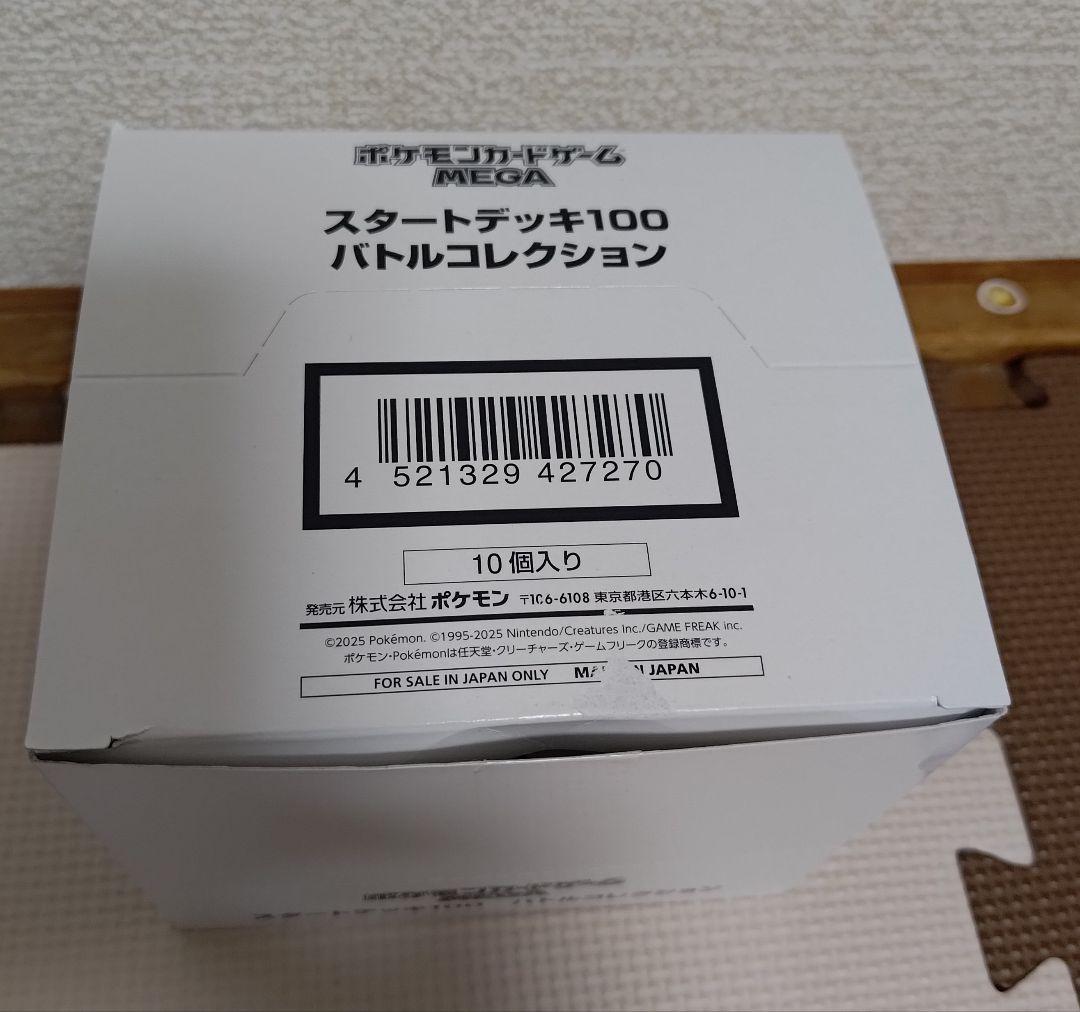 ポケモンカードゲーム
MEGA
スタートデッキ100
バトルコレクション
4 521329 427270
10個入り
発売元 株式会社 ポケモン 〒106-6108 東京都港区六本木6-10-1
©2025 Pokémon. ©1995-2025 Nintendo/Creatures Inc./GAME FREAK inc.
ポケモン・Pokémonは任天堂・クリーチャーズ・ゲームフリークの登録商標です。
FOR SALE IN JAPAN ONLY JAPAN